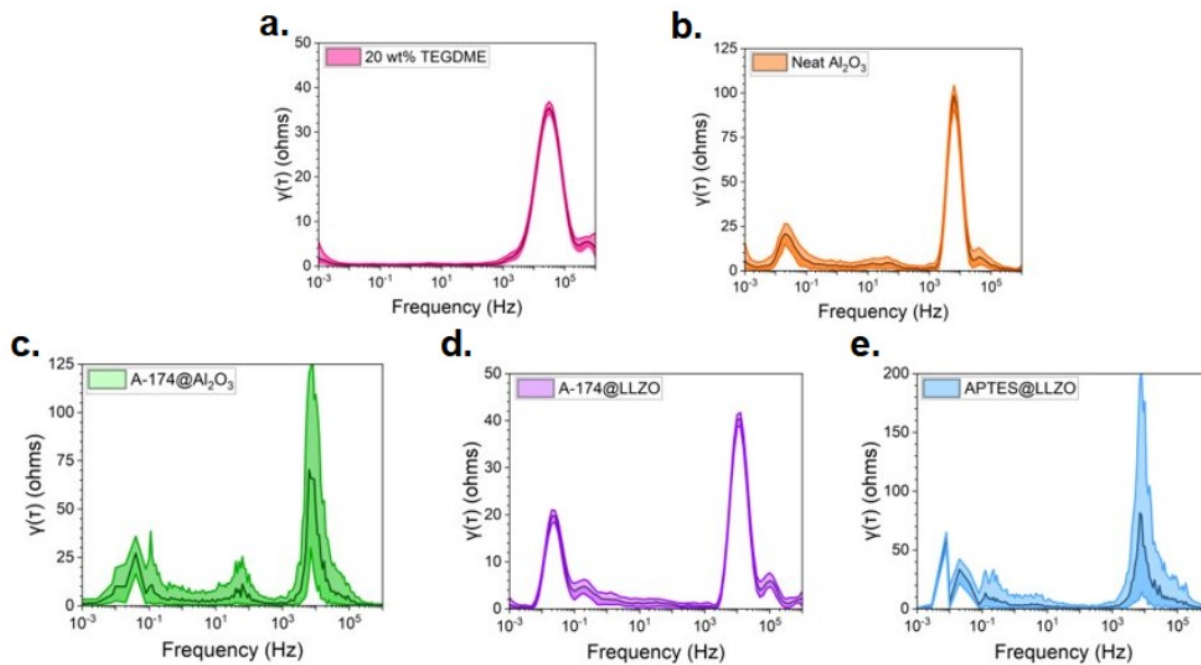 a.
20 wt% TEGDME
γ(τ) (ohms)
50
40
30
20
10
0
10⁻³ 10⁻¹ 10¹ 10³ 10⁵
Frequency (Hz)
b.
Neat Al₂O₃
γ(τ) (ohms)
125
100
75
50
25
0
10⁻³ 10⁻¹ 10¹ 10³ 10⁵
Frequency (Hz)
c.
A-174@Al₂O₃
γ(τ) (ohms)
125
100
75
50
25
0
10⁻³ 10⁻¹ 10¹ 10³ 10⁵
Frequency (Hz)
d.
A-174@LLZO
γ(τ) (ohms)
50
40
30
20
10
0
10⁻³ 10⁻¹ 10¹ 10³ 10⁵
Frequency (Hz)
e.
APTES@LLZO
γ(τ) (ohms)
200
150
100
50
0
10⁻³ 10⁻¹ 10¹ 10³ 10⁵
Frequency (Hz)